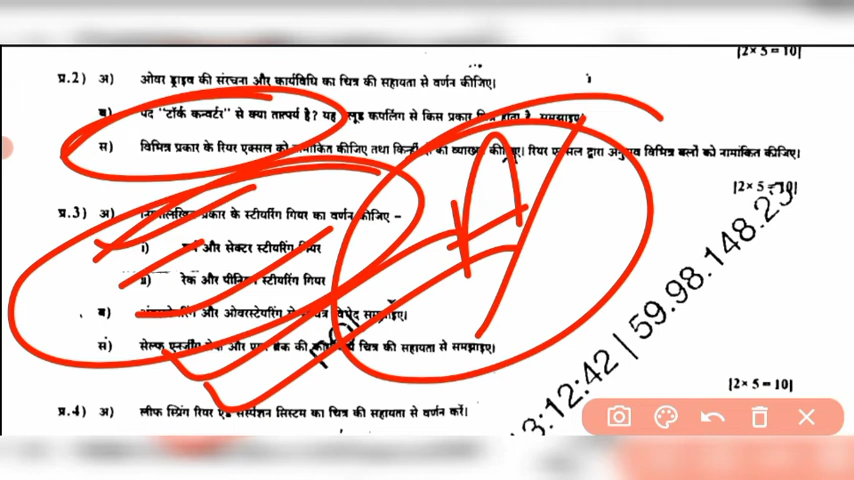 [2× 5 = 10]
प्र.2) अ) ओवर ड्राइव की संरचना और कार्यविधि का चित्र की सहायता से वर्णन कीजिए।
ब) पद "टॉर्क कन्वर्टर" से क्या तात्पर्य है? यह कपलिंग से किस प्रकार होता है, समझाइए।
स) विभिन्न प्रकार के रियर एक्सल को नामांकित कीजिए तथा किन्हीं की व्याख्या कीजिए। रियर एक्सल द्वारा अनुभव विभिन्न बलों को नामांकित कीजिए।
[2× 5 = 10]
प्र.3) अ) निम्नलिखित प्रकार के स्टीयरिंग गियर का वर्णन कीजिए –
i) और सेक्टर स्टीयरिंग गियर
ii) रेक और पीनियन स्टीयरिंग गियर
ब) अंडरस्टेयरिंग और ओवरस्टेयरिंग में विभेद समझाइए।
स) सेल्फ एनर्जींग और ब्रेक की चित्र की सहायता से समझाइए।
[2× 5 = 10]
प्र.4) अ) लीफ स्प्रिंग रियर एंड सस्पेंशन सिस्टम का चित्र की सहायता से वर्णन करें।
3:12:42 | 59.98.148.23